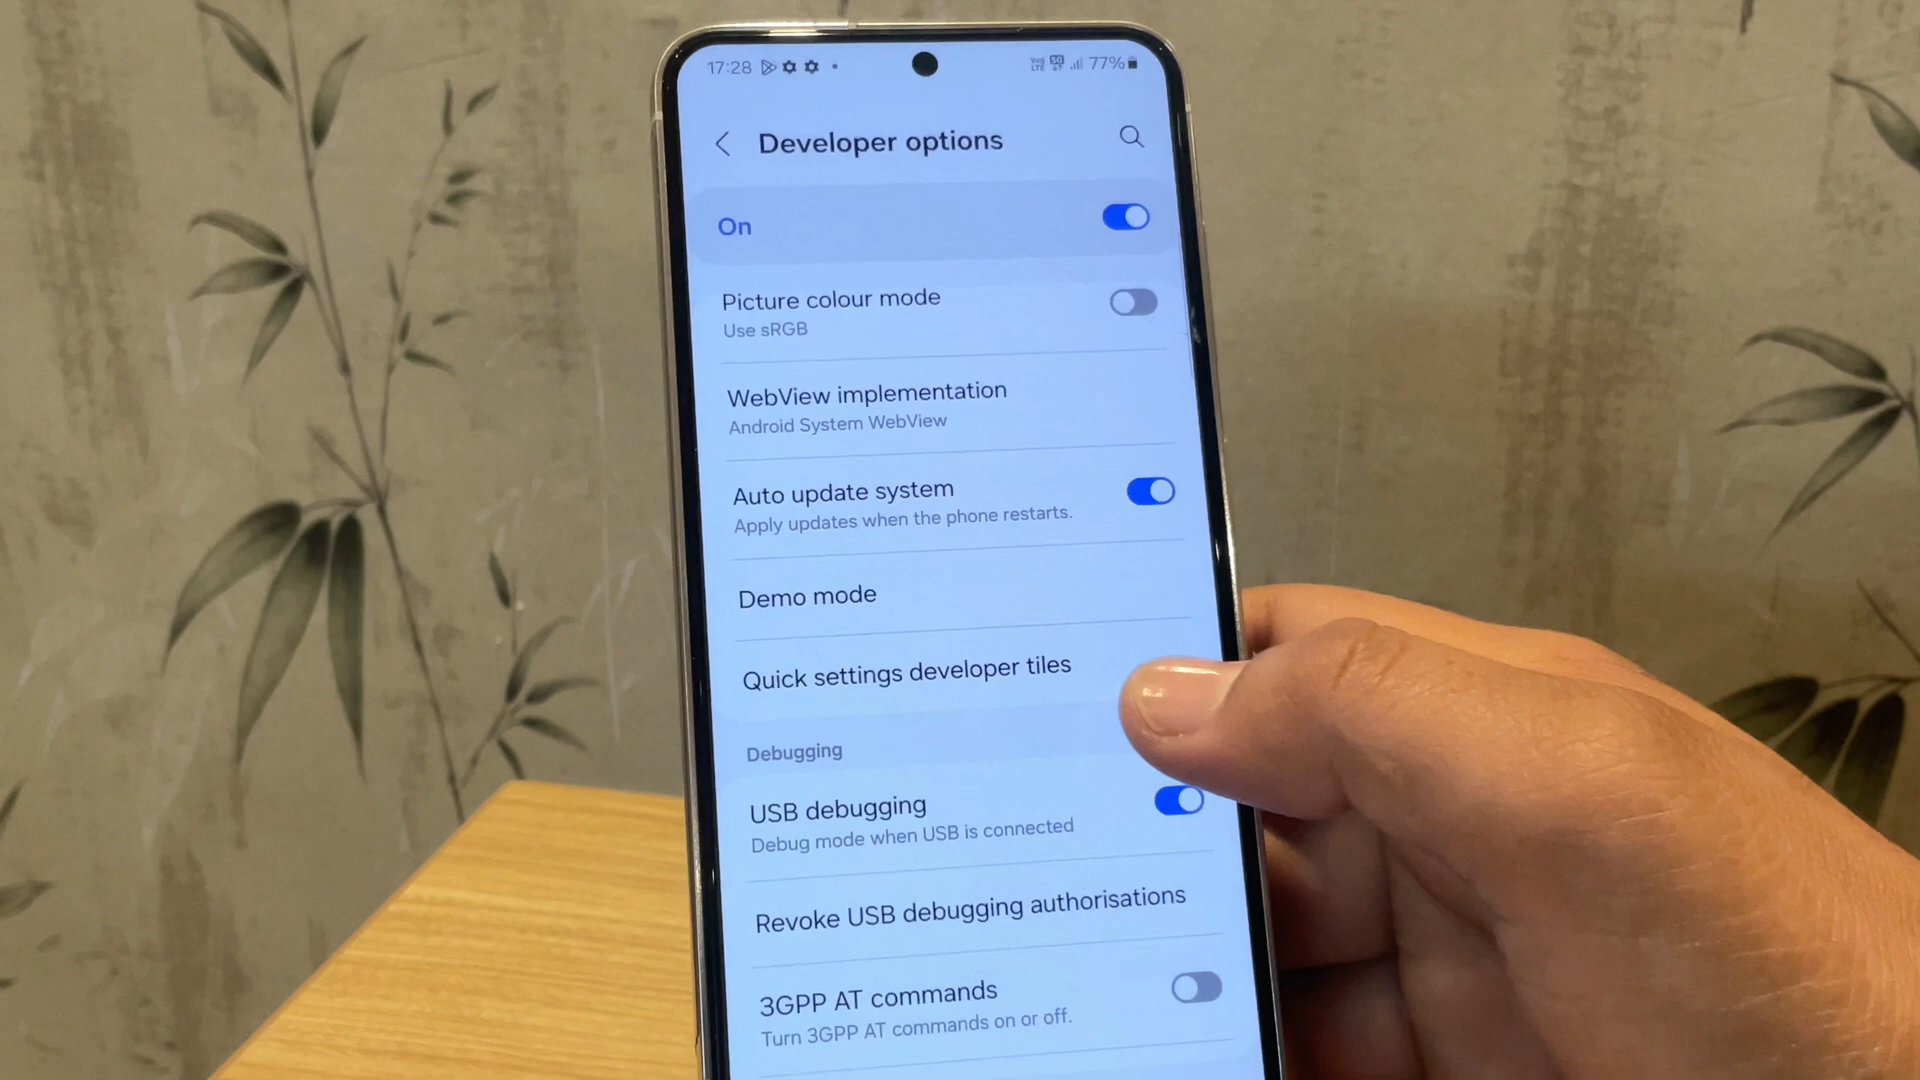 17:28 77%
Developer options
On
Picture colour mode
Use sRGB
WebView implementation
Android System WebView
Auto update system
Apply updates when the phone restarts.
Demo mode
Quick settings developer tiles
Debugging
USB debugging
Debug mode when USB is connected
Revoke USB debugging authorisations
3GPP AT commands
Turn 3GPP AT commands on or off.